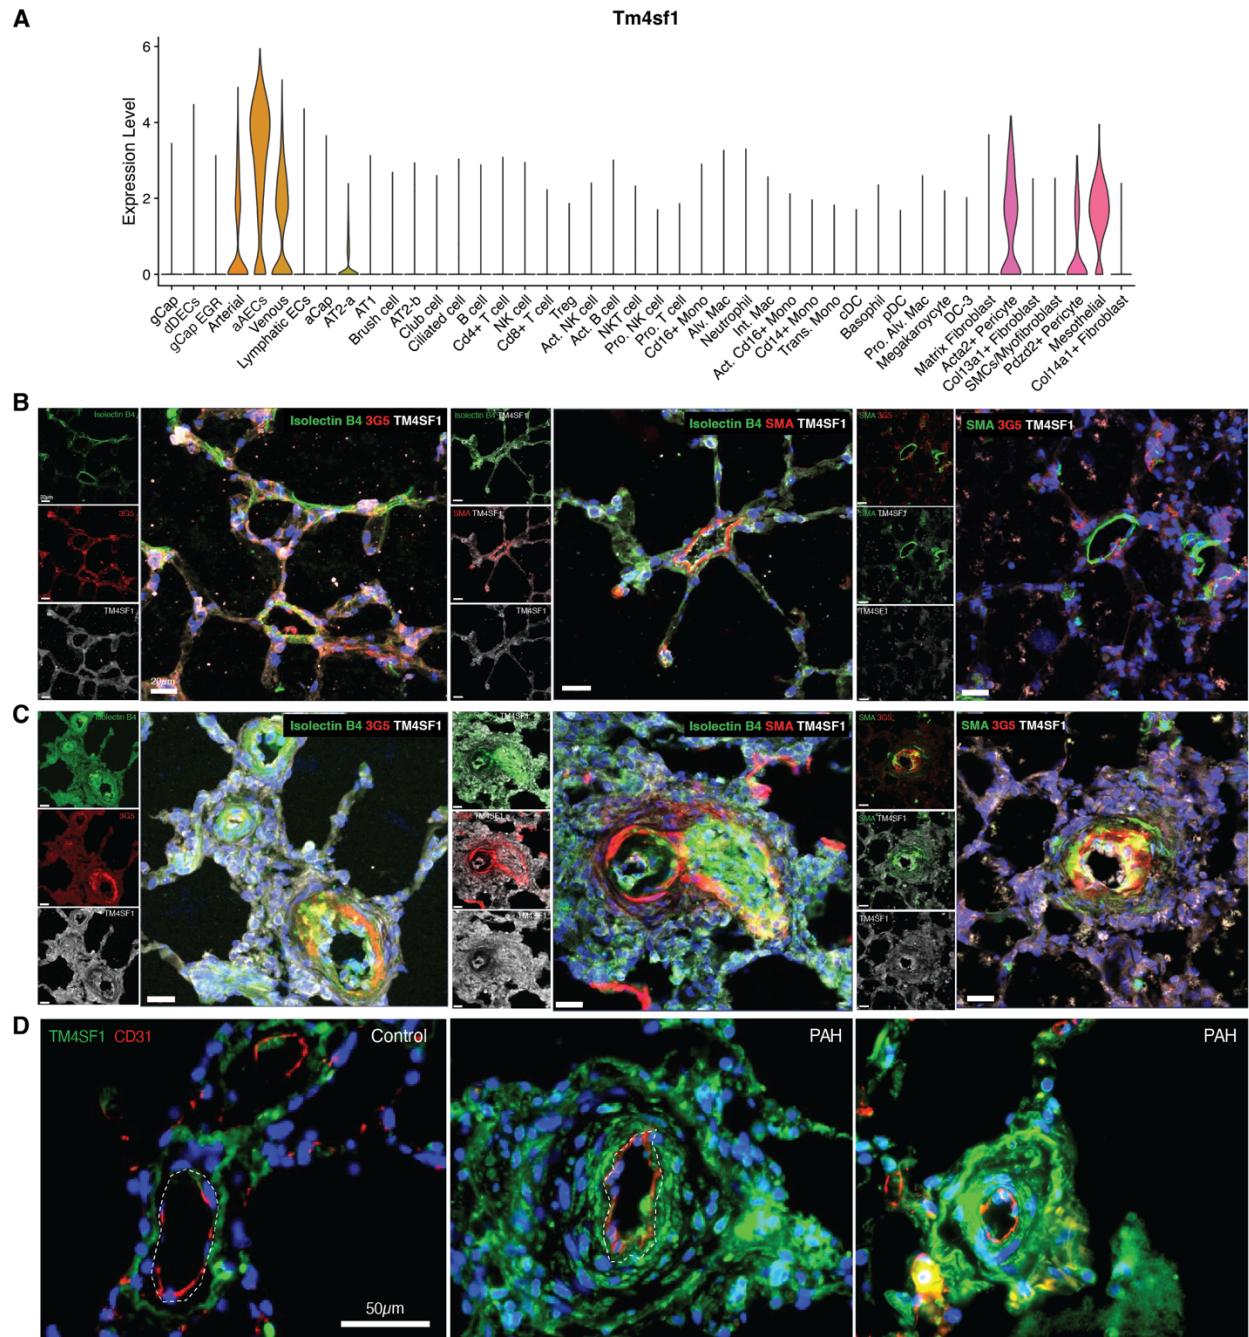 A
Tm4sf1
Expression Level
6
4
2
0
gCap
dDECs
gCap EGR
Arterial
aAECs
Venous
Lymphatic ECs
aCap
AT2-a
AT1
Brush cell
AT2-b
Club cell
Ciliated cell
B cell
Cd4+ T cell
NK cell
Cd8+ T cell
Treg
Act. NK cell
Act. B cell
NKT cell
Pro. NK cell
Pro. T cell
Cd16+ Mono
Alv. Mac
Neutrophil
Int. Mac
Act. Cd16+ Mono
Cd14+ Mono
Trans. Mono
cDC
Basophil
pDC
Pro. Alv. Mac
Megakaryocyte
DC-3
Matrix Fibroblast
Acta2+ Pericyte
Col13a1+ Fibroblast
SMCs/Myofibroblast
Pdzd2+ Pericyte
Mesothelial
Col14a1+ Fibroblast
B
Isolectin B4
20µm
3G5
TM4SF1
Isolectin B4 3G5 TM4SF1
20µm
Isolectin B4 TM4SF1
SMA TM4SF1
TM4SF1
Isolectin B4 SMA TM4SF1
SMA 3G5
SMA TM4SF1
TM4SF1
SMA 3G5 TM4SF1
C
Isolectin B4
3G5
TM4SF1
Isolectin B4 3G5 TM4SF1
TM4SF1
SMA TM4SF1
TM4SF1
Isolectin B4 SMA TM4SF1
SMA 3G5
SMA TM4SF1
TM4SF1
SMA 3G5 TM4SF1
D
TM4SF1 CD31
Control
50µm
PAH
PAH